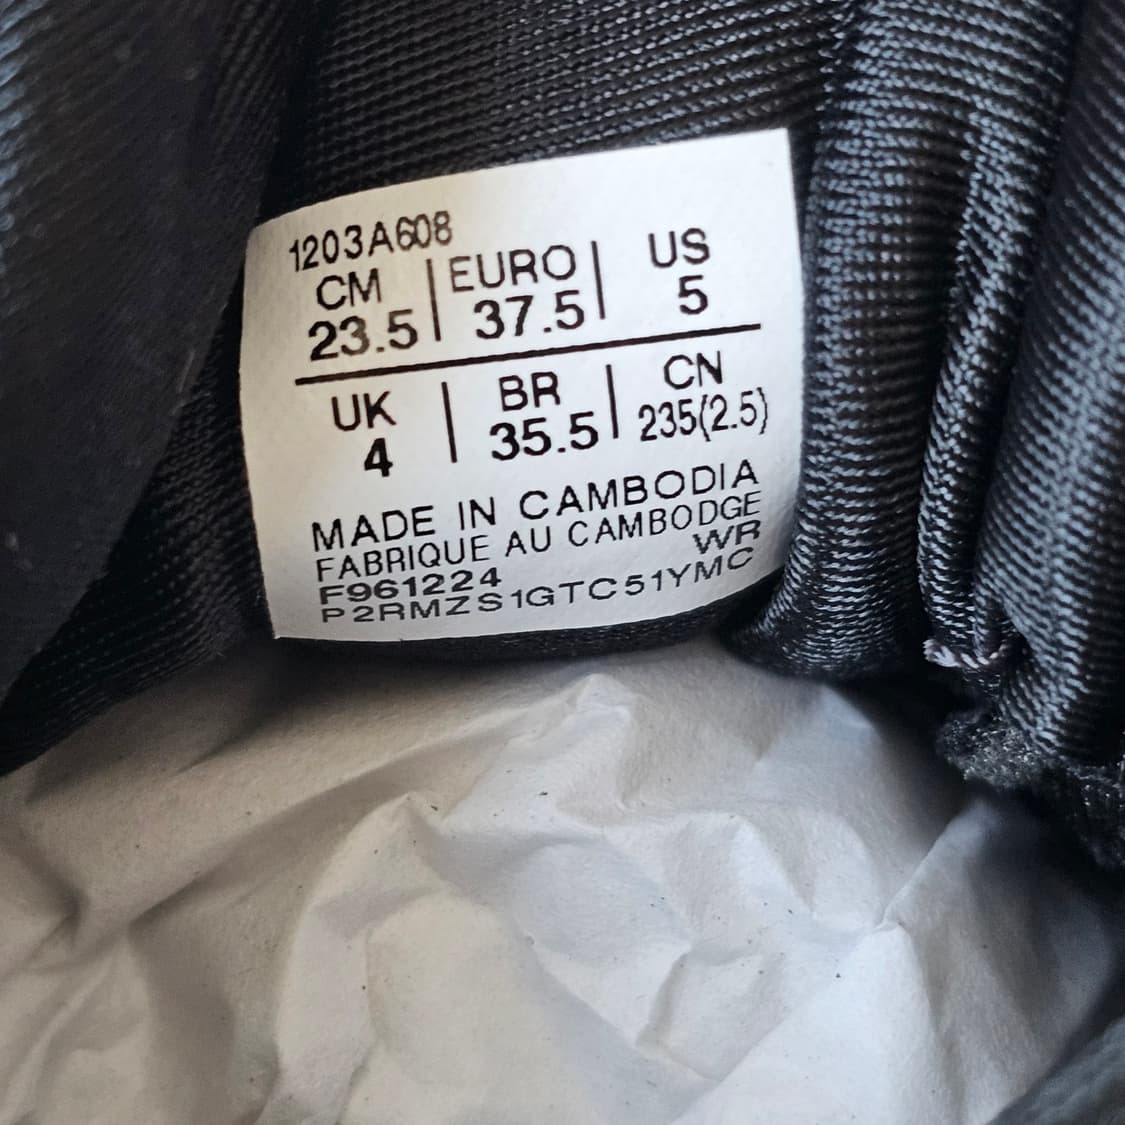 1203A608
CM | EURO | US
23.5 | 37.5 | 5
UK | BR | CN
4 | 35.5 | 235(2.5)
MADE IN CAMBODIA
FABRIQUE AU CAMBODGE
WR
F961224
P2RMZS1GTC51YMC